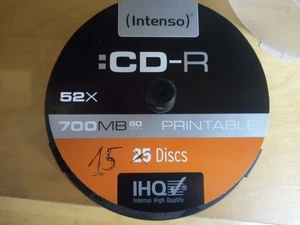 (intenso)
:CD-R
52X
700MB 80 PRINTABLE
15 25 Discs
IHQ
Intenso High Quality